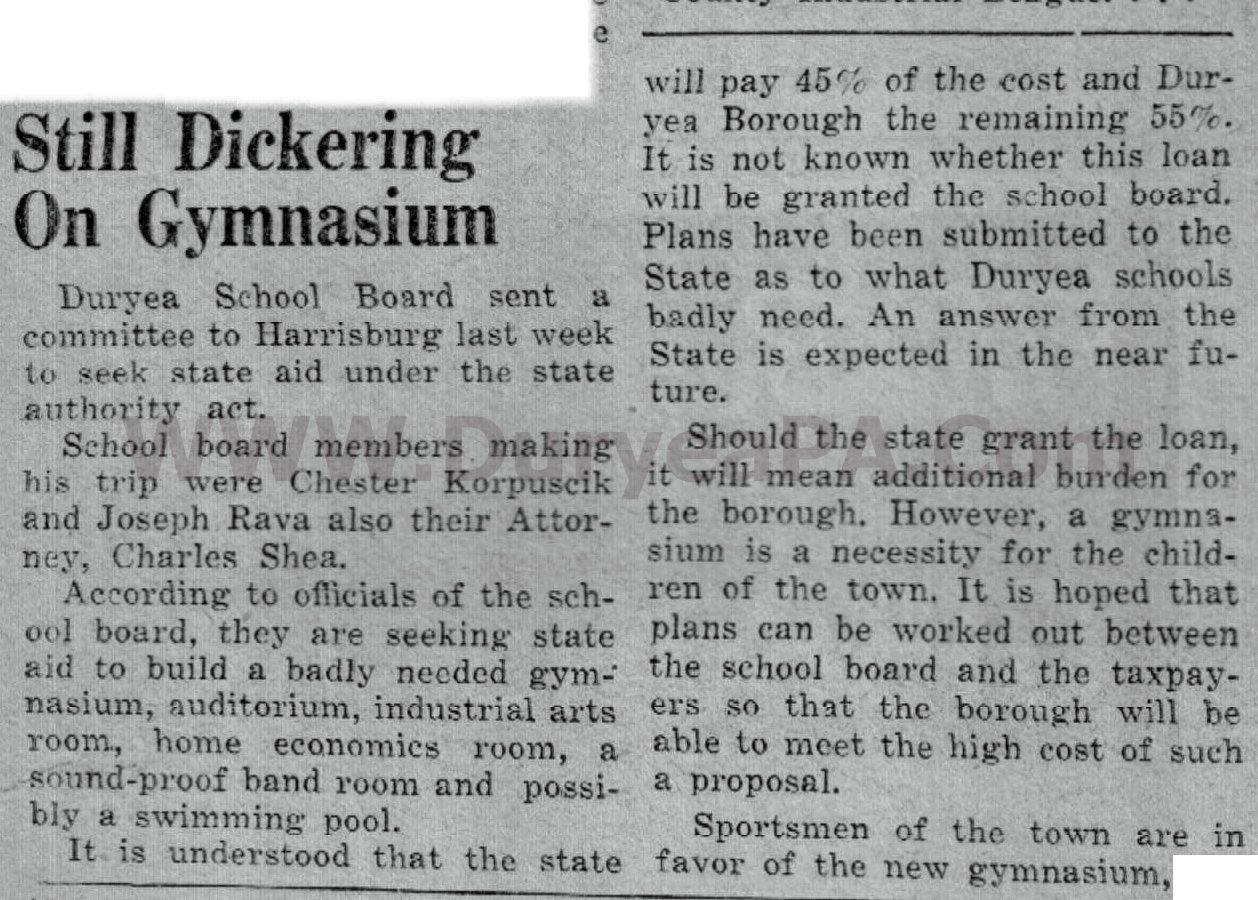 e
Still Dickering
On Gymnasium
Duryea School Board sent a
committee to Harrisburg last week
to seek state aid under the state
authority act.
School board members making
his trip were Chester Korpuscik
and Joseph Rava also their Attor-
ney, Charles Shea.
According to officials of the sch-
ool board, they are seeking state
aid to build a badly needed gym-
nasium, auditorium, industrial arts
room, home economics room, a
sound-proof band room and possi-
bly a swimming pool.
It is understood that the state
will pay 45% of the cost and Dur-
yea Borough the remaining 55%.
It is not known whether this loan
will be granted the school board.
Plans have been submitted to the
State as to what Duryea schools
badly need. An answer from the
State is expected in the near fu-
ture.
Should the state grant the loan,
it will mean additional burden for
the borough. However, a gymna-
sium is a necessity for the child-
ren of the town. It is hoped that
plans can be worked out between
the school board and the taxpay-
ers so that the borough will be
able to meet the high cost of such
a proposal.
Sportsmen of the town are in
favor of the new gymnasium,
WWW.DuryeaPA.Com